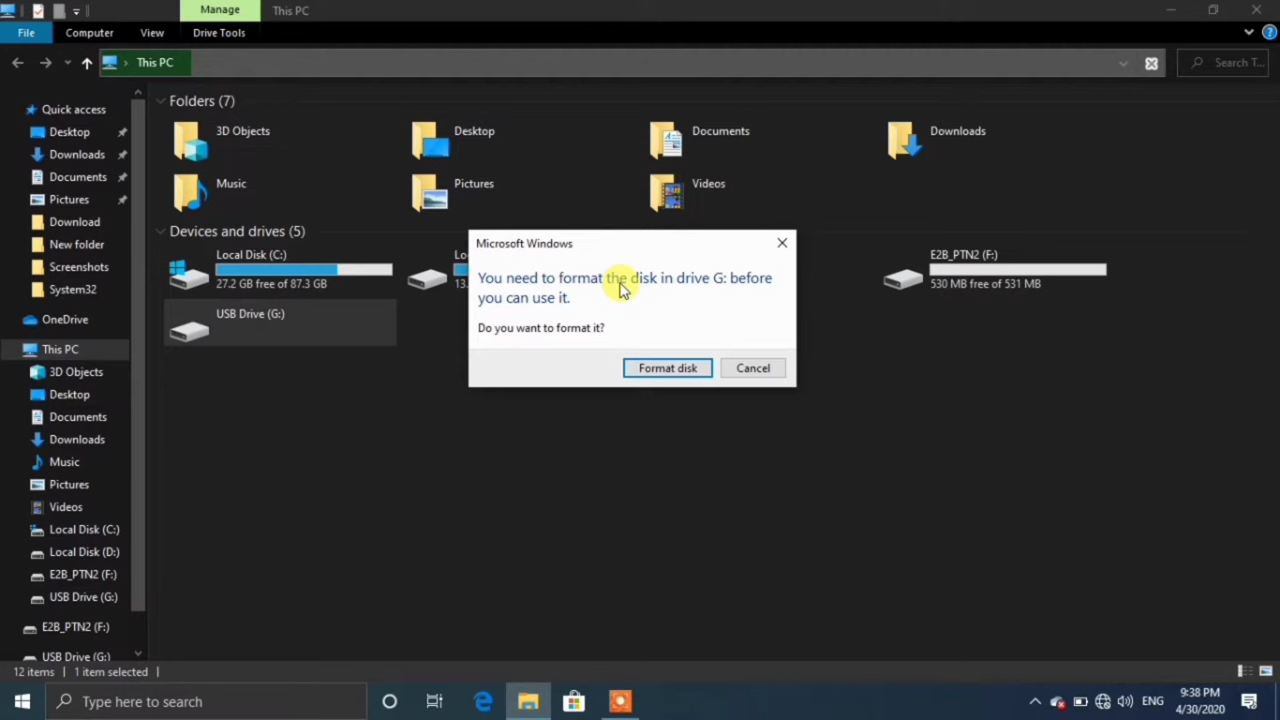 Manage
This PC
File
Computer
View
Drive Tools
This PC
Search T...
Quick access
Desktop
Downloads
Documents
Pictures
Download
New folder
Screenshots
System32
OneDrive
This PC
3D Objects
Desktop
Documents
Downloads
Music
Pictures
Videos
Local Disk (C:)
Local Disk (D:)
E2B_PTN2 (F:)
USB Drive (G:)
E2B_PTN2 (F:)
USB Drive (G:)
Folders (7)
3D Objects
Desktop
Documents
Downloads
Music
Pictures
Videos
Devices and drives (5)
Local Disk (C:)
27.2 GB free of 87.3 GB
Lo
13.
E2B_PTN2 (F:)
530 MB free of 531 MB
USB Drive (G:)
Microsoft Windows
You need to format the disk in drive G: before
you can use it.
Do you want to format it?
Format disk
Cancel
12 items
1 item selected
Type here to search
ENG
9:38 PM
4/30/2020